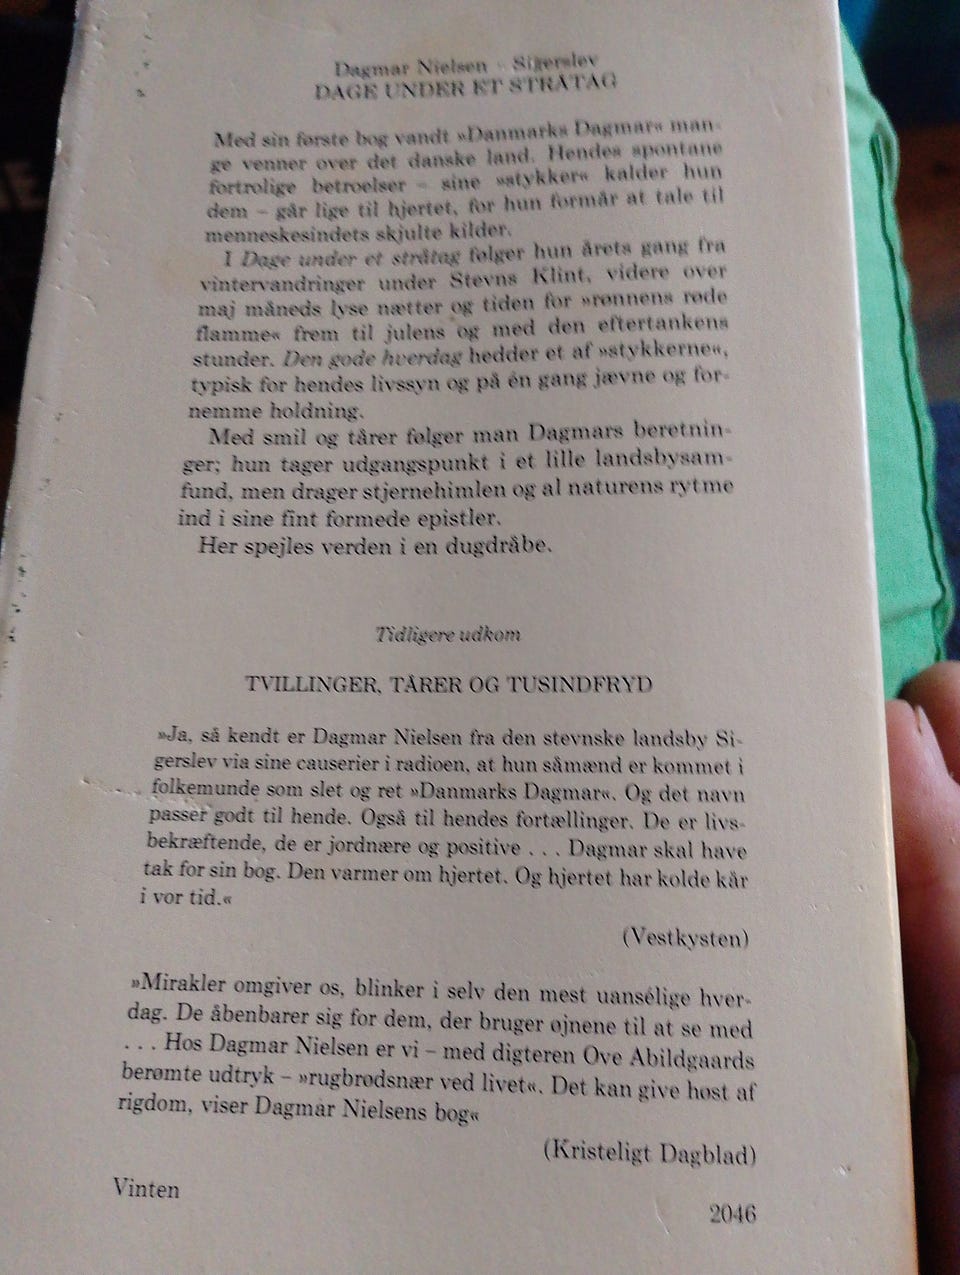 Dagmar Nielsen – Sigerslev
DAGE UNDER ET STRÅTAG
Med sin første bog vandt »Danmarks Dagmar« man-
ge venner over det danske land. Hendes spontane
fortrolige betroelser – sine »stykker« kalder hun
dem – går lige til hjertet, for hun formår at tale til
menneskesindets skjulte kilder.
I Dage under et stråtag følger hun årets gang fra
vintervandringer under Stevns Klint, videre over
maj måneds lyse nætter og tiden for »rønnens røde
flamme« frem til julens og med den eftertankens
stunder. Den gode hverdag hedder et af »stykkerne«,
typisk for hendes livssyn og på én gang jævne og for-
nemme holdning.
Med smil og tårer følger man Dagmars beretnin-
ger; hun tager udgangspunkt i et lille landsbysam-
fund, men drager stjernehimlen og al naturens rytme
ind i sine fint formede epistler.
Her spejles verden i en dugdråbe.
Tidligere udkom
TVILLINGER, TÅRER OG TUSINDFRYD
»Ja, så kendt er Dagmar Nielsen fra den stevnske landsby Si-
gerslev via sine causerier i radioen, at hun såmænd er kommet i
folkemunde som slet og ret »Danmarks Dagmar«. Og det navn
passer godt til hende. Også til hendes fortællinger. De er livs-
bekræftende, de er jordnære og positive . . . Dagmar skal have
tak for sin bog. Den varmer om hjertet. Og hjertet har kolde kår
i vor tid.«
(Vestkysten)
»Mirakler omgiver os, blinker i selv den mest uansélige hver-
dag. De åbenbarer sig for dem, der bruger øjnene til at se med
. . . Hos Dagmar Nielsen er vi – med digteren Ove Abildgaards
berømte udtryk – »rugbrødsnær ved livet«. Det kan give høst af
rigdom, viser Dagmar Nielsens bog«
(Kristeligt Dagblad)
Vinten
2046